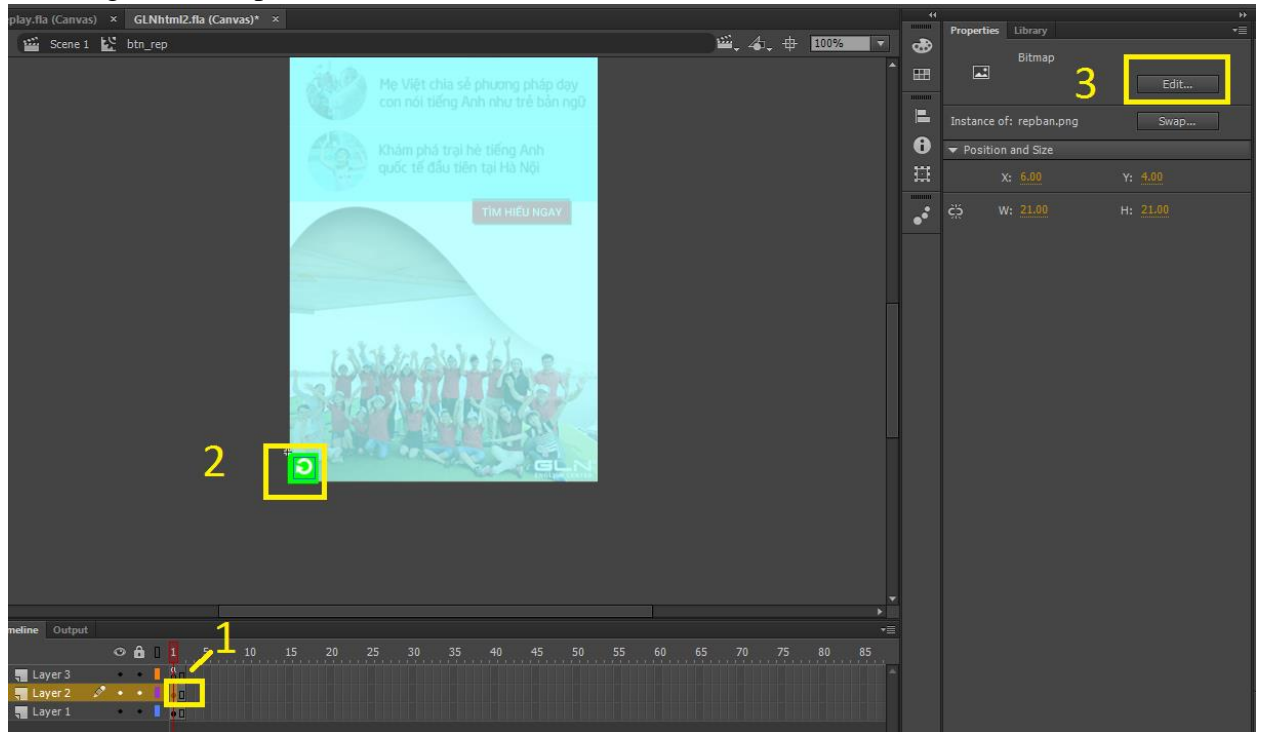 play.fla (Canvas) × GLNhtml2.fla (Canvas)* ×
Scene 1 btn_rep 100%
Mẹ Việt chia sẻ phương pháp dạy
con nói tiếng Anh như trẻ bản ngữ
Khám phá trại hè tiếng Anh
quốc tế đầu tiên tại Hà Nội
TÌM HIỂU NGAY
GLN
2
Properties Library
Bitmap
3
Edit...
Instance of: repban.png Swap...
Position and Size
X: 6.00 Y: 4.00
W: 21.00 H: 21.00
meline Output
1
1 5 10 15 20 25 30 35 40 45 50 55 60 65 70 75 80 85
Layer 3
Layer 2
Layer 1